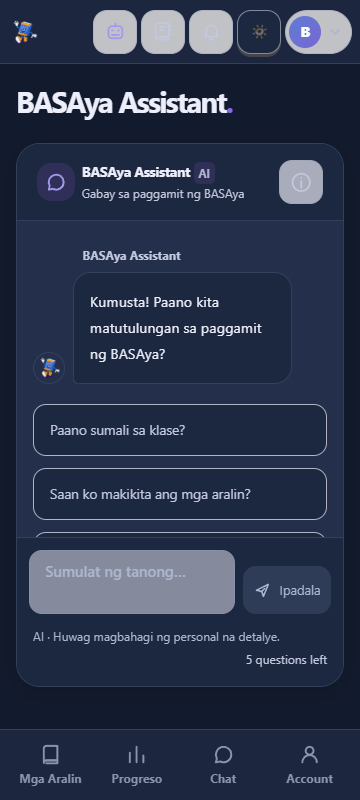 B
BASAya Assistant.
BASAya Assistant AI
Gabay sa paggamit ng BASAya
BASAya Assistant
Kumusta! Paano kita
matutulungan sa paggamit
ng BASAya?
Paano sumali sa klase?
Saan ko makikita ang mga aralin?
Sumulat ng tanong...
Ipadala
AI · Huwag magbahagi ng personal na detalye.
5 questions left
Mga Aralin
Progreso
Chat
Account